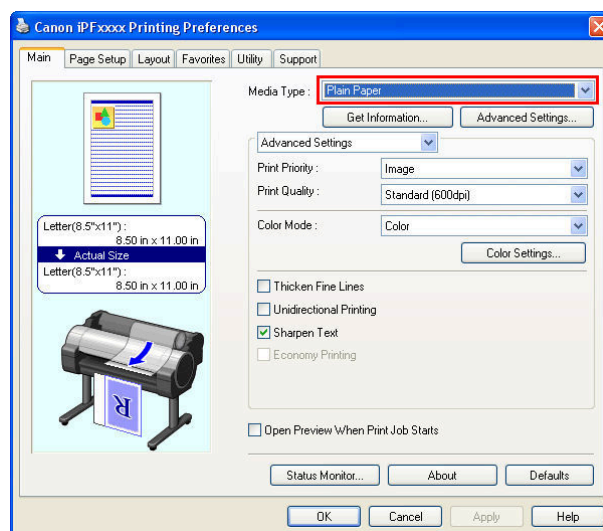 Canon iPFxxxx Printing Preferences
Main Page Setup Layout Favorites Utility Support
Media Type : Plain Paper
Get Information... Advanced Settings...
Advanced Settings
Print Priority : Image
Print Quality : Standard (600dpi)
Color Mode : Color
Color Settings...
Letter(8.5"x11") :
8.50 in x 11.00 in
Actual Size
Letter(8.5"x11") :
8.50 in x 11.00 in
Thicken Fine Lines
Unidirectional Printing
Sharpen Text
Economy Printing
R
Open Preview When Print Job Starts
Status Monitor... About Defaults
OK Cancel Apply Help